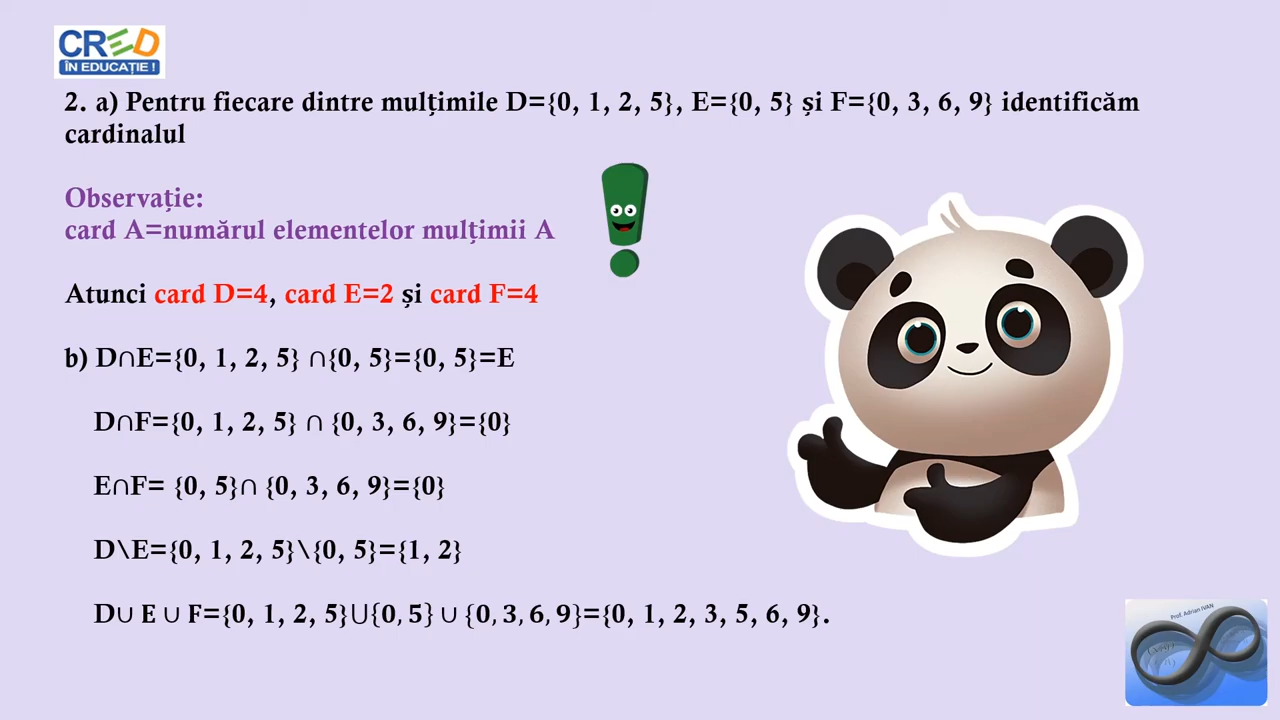 CRED
ÎN EDUCAȚIE !
2. a) Pentru fiecare dintre mulțimile D={0, 1, 2, 5}, E={0, 5} și F={0, 3, 6, 9} identificăm
cardinalul
Observație:
card A=numărul elementelor mulțimii A
Atunci card D=4, card E=2 și card F=4
b) D∩E={0, 1, 2, 5} ∩{0, 5}={0, 5}=E
D∩F={0, 1, 2, 5} ∩ {0, 3, 6, 9}={0}
E∩F= {0, 5}∩ {0, 3, 6, 9}={0}
D\E={0, 1, 2, 5}\{0, 5}={1, 2}
D∪ E ∪ F={0, 1, 2, 5}⋃{0, 5} ∪ {0, 3, 6, 9}={0, 1, 2, 3, 5, 6, 9}.
Prof. Adrian IVAN